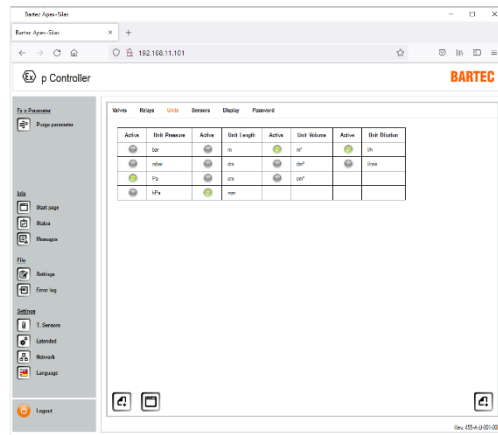 Bartec Apex-Silas
Bartec Apex-Silas
192.168.11.101
Ex p Controller
BARTEC
Ex p Parameter
Purge parameter
Info
Start page
Status
Messages
File
Settings
Error log
Settings
T. Sensors
Extended
Network
Language
Logout
Valves Relays Units Sensors Display Password
Active Unit Pressure Active Unit Length Active Unit Volume Active Unit Dilution
bar m m³ l/h
mbar dm dm³ l/min
Pa cm cm³
hPa mm